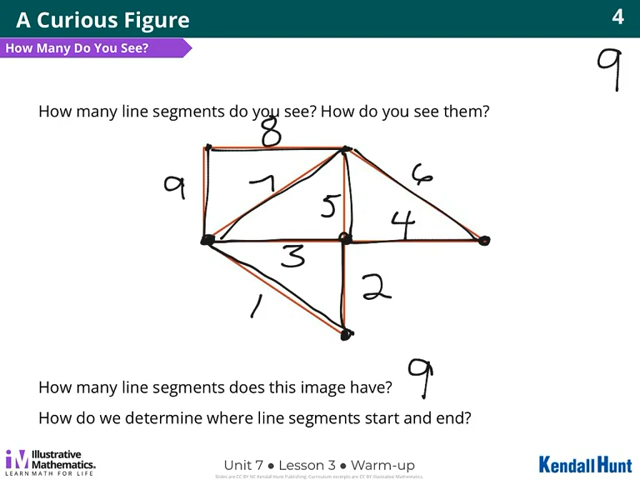 A Curious Figure
4
How Many Do You See?
9
How many line segments do you see? How do you see them?
8
9
7
6
5
4
3
1
2
How many line segments does this image have? 9
How do we determine where line segments start and end?
Illustrative
Mathematics.
LEARN MATH FOR LIFE
Unit 7 ● Lesson 3 ● Warm-up
Kendall Hunt